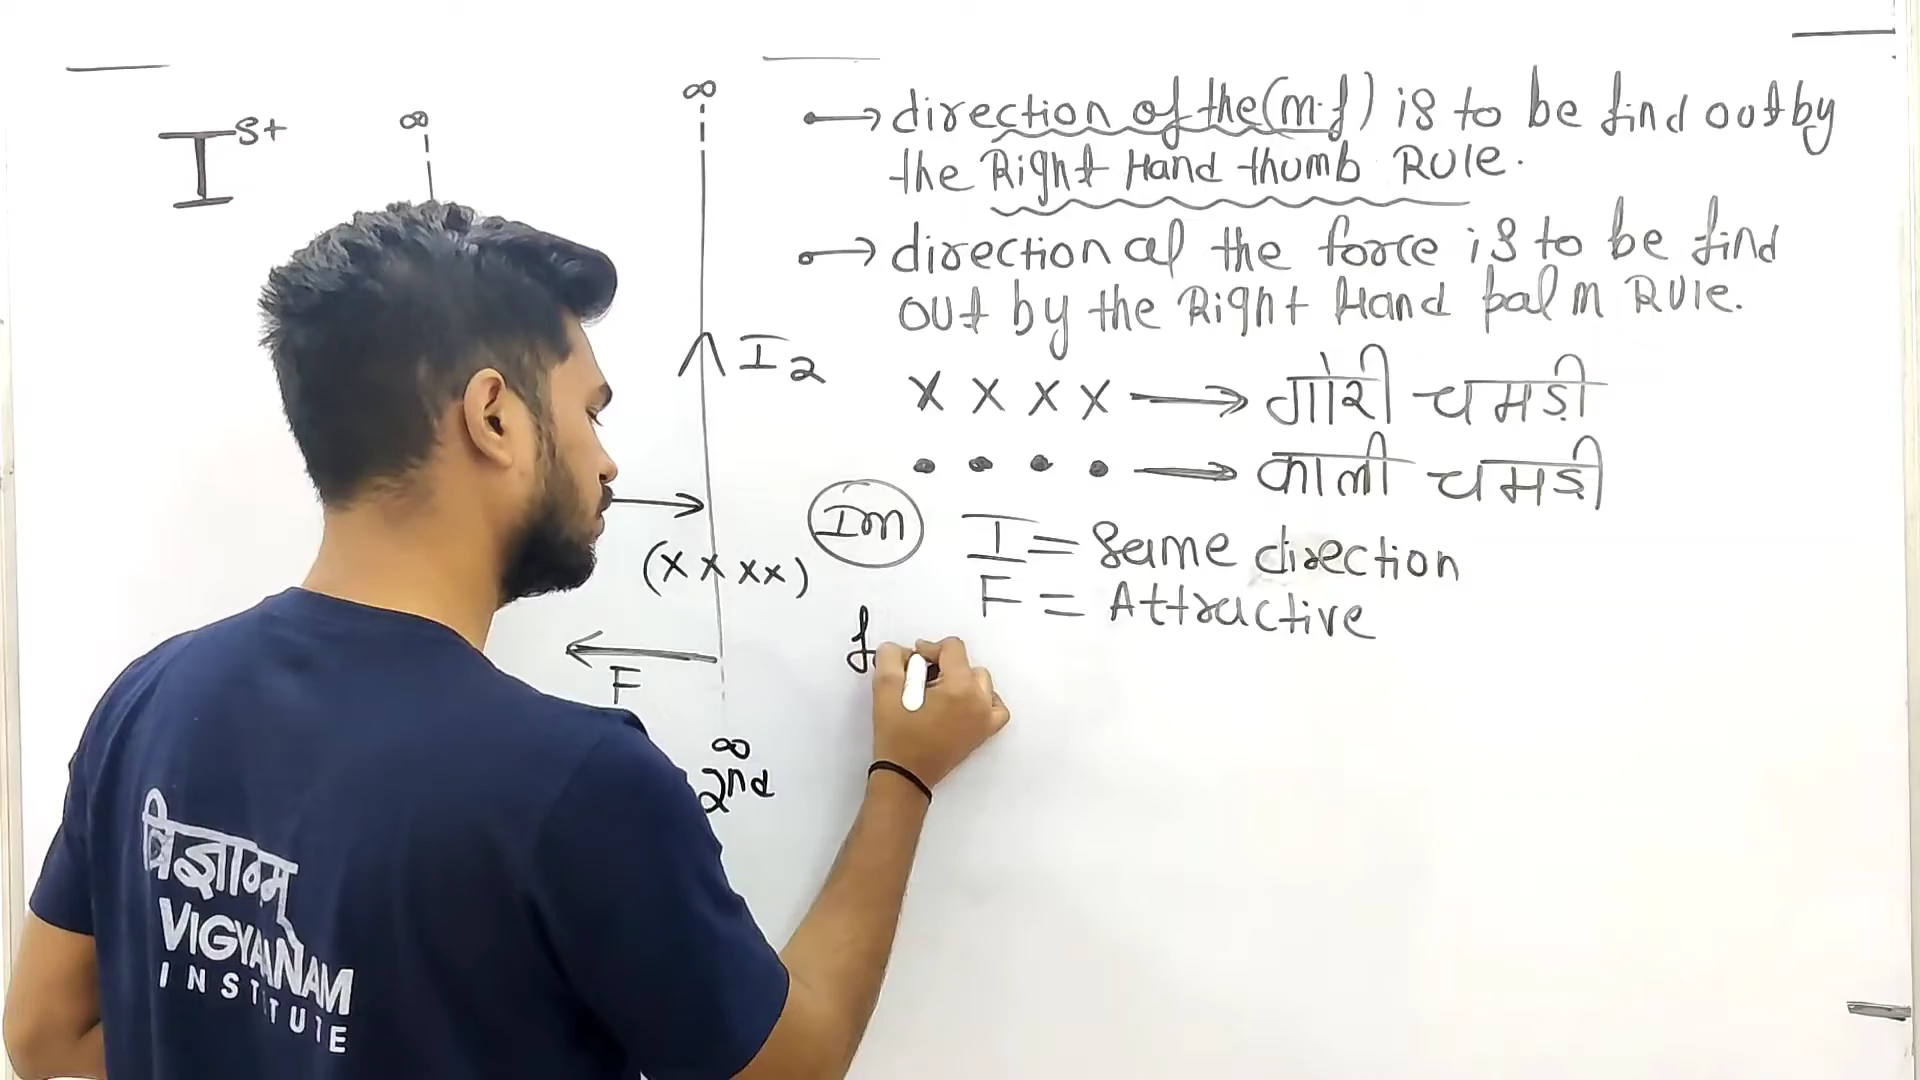 Ist
∞
∞
→ direction of the (m.f) is to be find out by
the Right Hand thumb Rule.
→ direction of the force is to be find
out by the Right Hand palm Rule.
I2
x x x x → गोरी चमड़ी
• • • • → काली चमड़ी
Im
I = Same direction
(x x x x)
F = Attractive
F
∞
2nd
विज्ञानम्
VIGYANAM
INSTITUTE